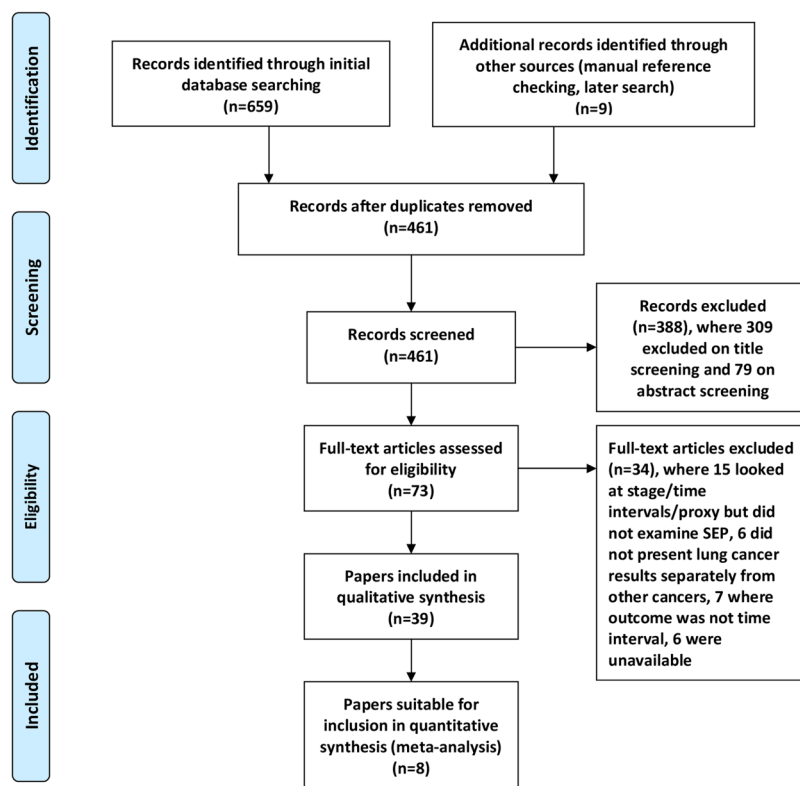 Identification
Records identified through initial
database searching
(n=659)
Additional records identified through
other sources (manual reference
checking, later search)
(n=9)
Records after duplicates removed
(n=461)
Screening
Records screened
(n=461)
Records excluded
(n=388), where 309
excluded on title
screening and 79 on
abstract screening
Eligibility
Full-text articles assessed
for eligibility
(n=73)
Full-text articles excluded
(n=34), where 15 looked
at stage/time
intervals/proxy but did
not examine SEP, 6 did
not present lung cancer
results separately from
other cancers, 7 where
outcome was not time
interval, 6 were
unavailable
Papers included in
qualitative synthesis
(n=39)
Included
Papers suitable for
inclusion in quantitative
synthesis (meta-analysis)
(n=8)